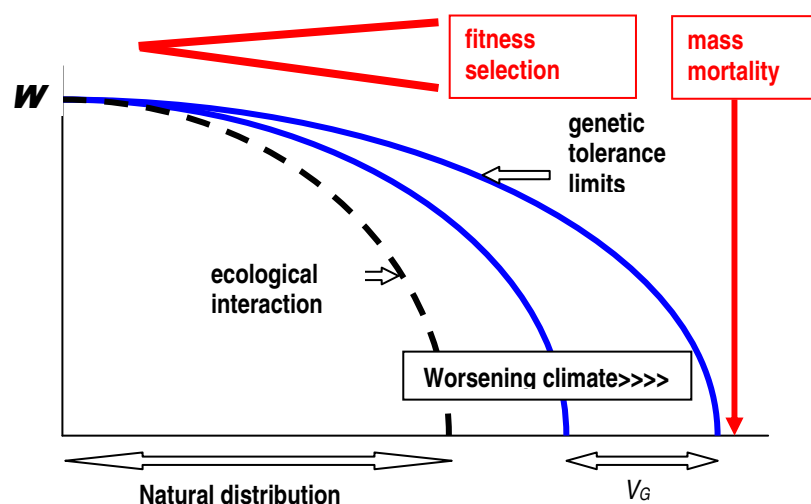 fitness
selection
mass
mortality
W
genetic
tolerance
limits
ecological
interaction
Worsening climate>>>>
Natural distribution
VG